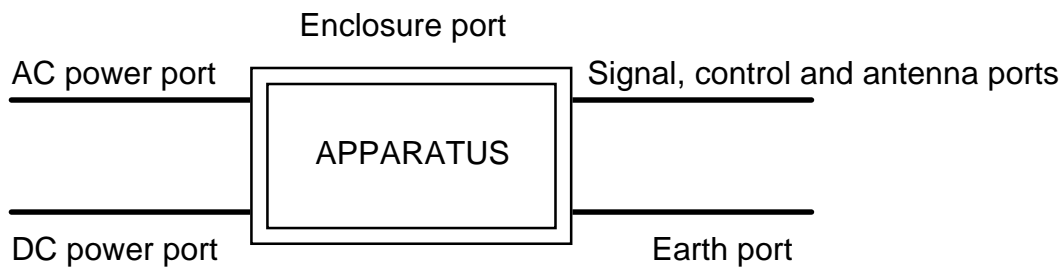 Enclosure port
AC power port
Signal, control and antenna ports
APPARATUS
DC power port
Earth port